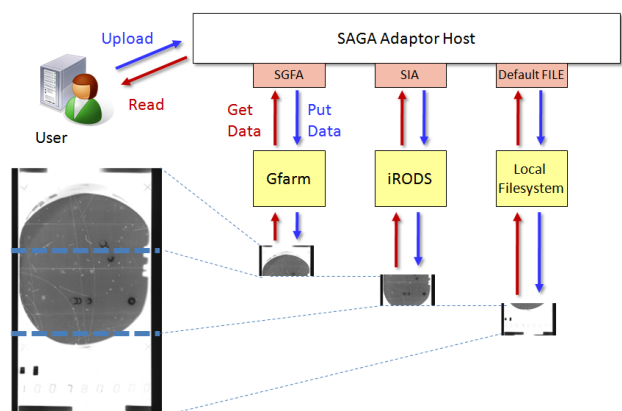 Upload
SAGA Adaptor Host
SGFA
SIA
Default FILE
Read
User
Get
Data
Put
Data
Gfarm
iRODS
Local
Filesystem